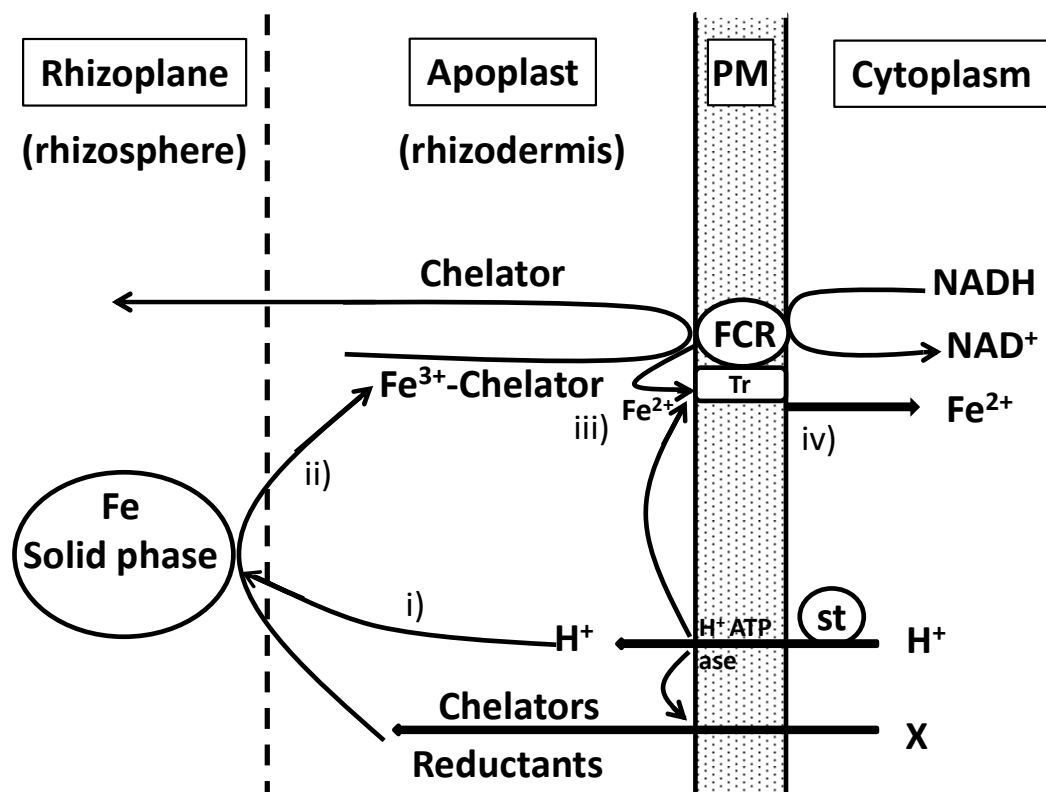 Rhizoplane
(rhizosphere)
Apoplast
(rhizodermis)
PM
Cytoplasm
Chelator
FCR
NADH
NAD⁺
Fe³⁺-Chelator
Fe²⁺
Tr
Fe²⁺
iii)
iv)
ii)
Fe
Solid phase
i)
H⁺
H⁺ ATP
ase
st
H⁺
Chelators
Reductants
X